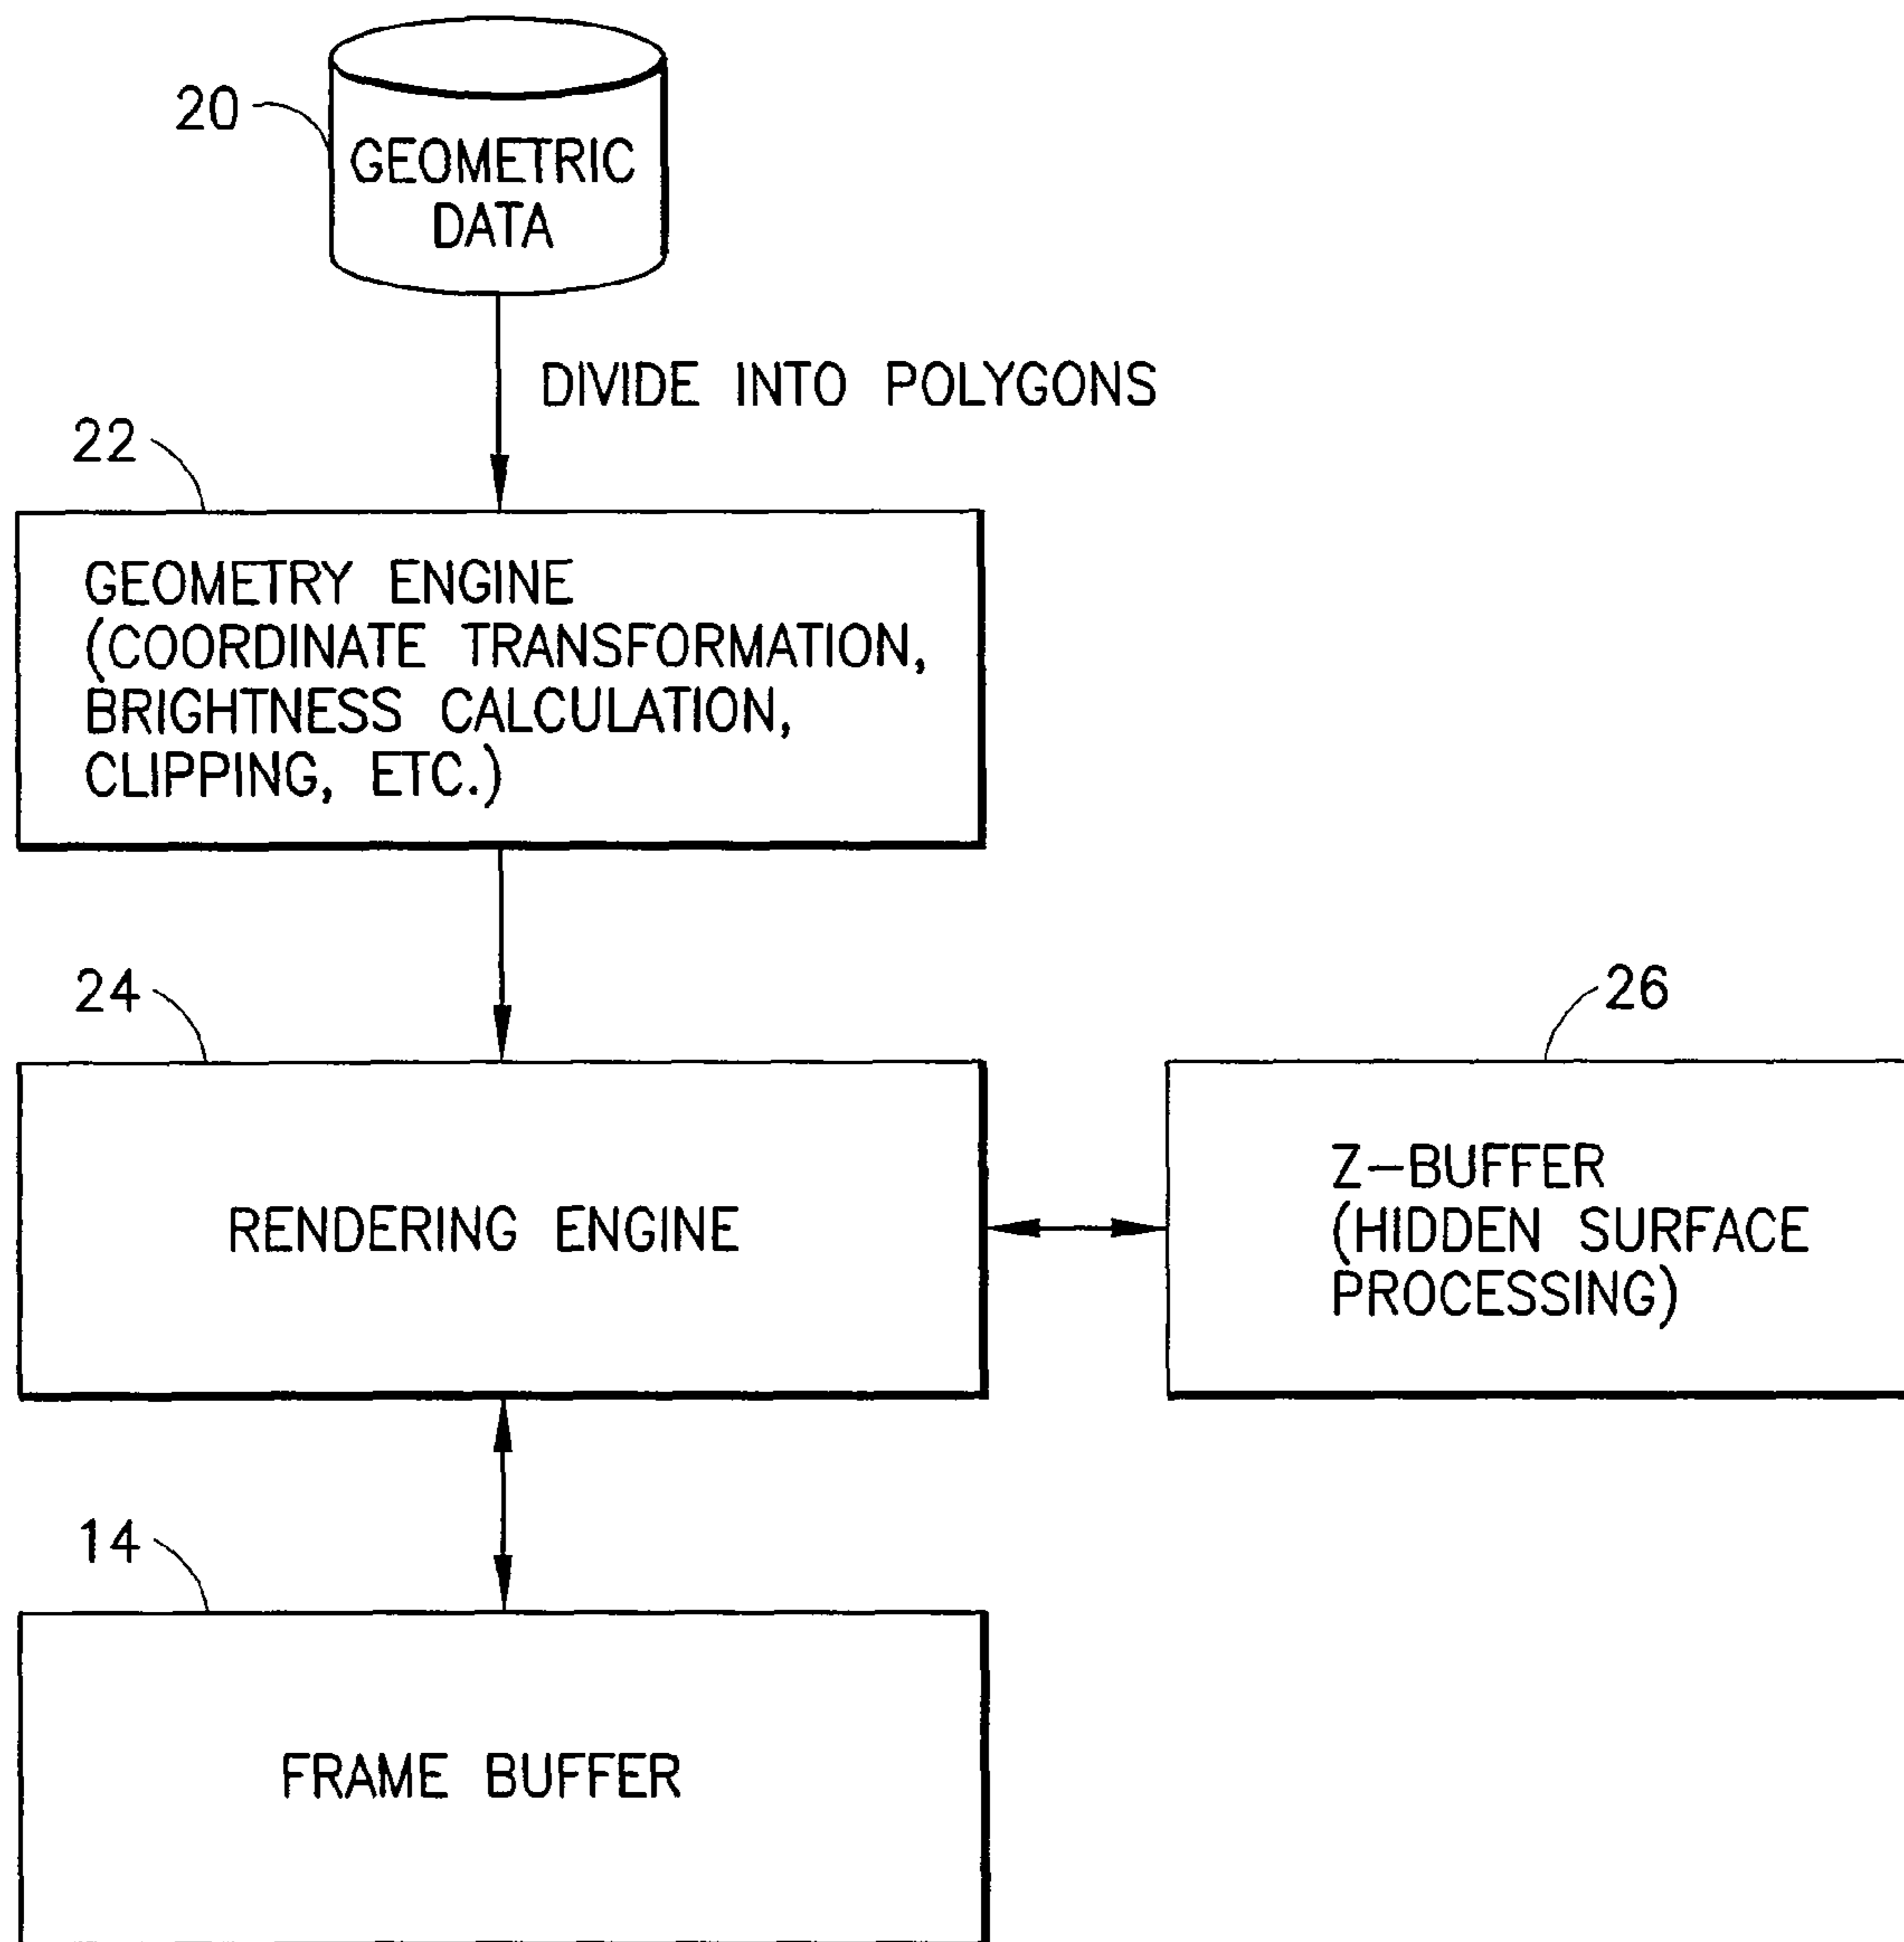 20
GEOMETRIC
DATA
DIVIDE INTO POLYGONS
22
GEOMETRY ENGINE
(COORDINATE TRANSFORMATION,
BRIGHTNESS CALCULATION,
CLIPPING, ETC.)
24
26
RENDERING ENGINE
Z-BUFFER
(HIDDEN SURFACE
PROCESSING)
14
FRAME BUFFER